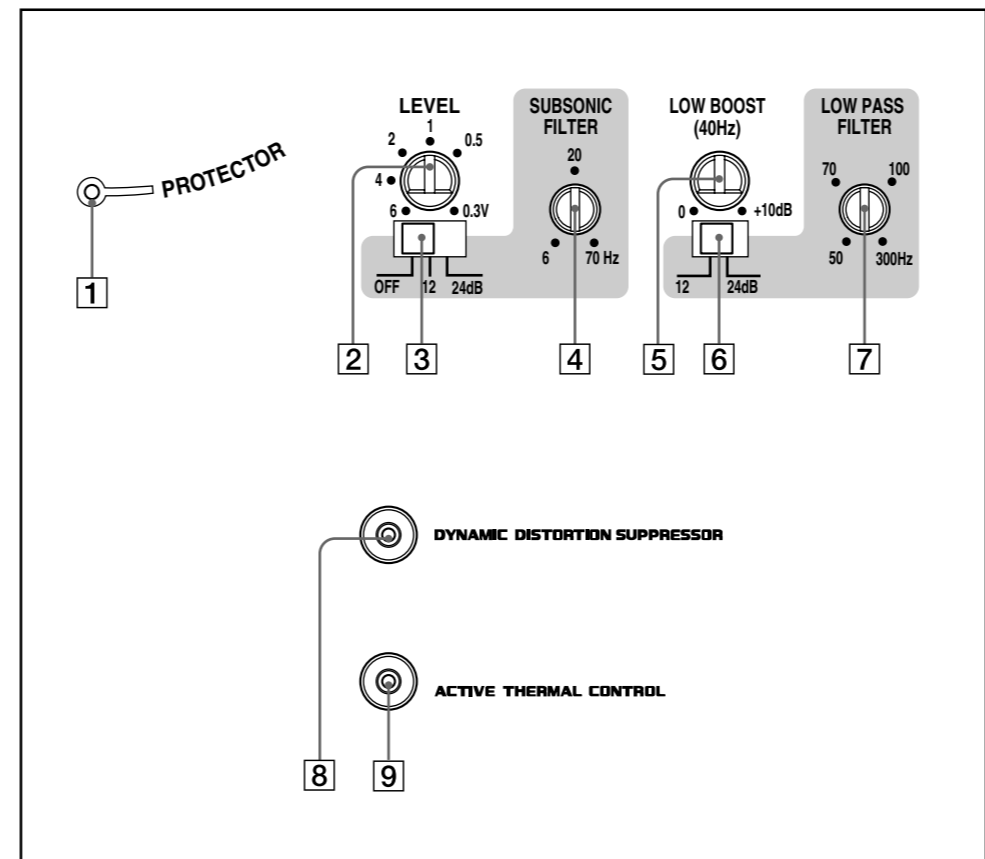 PROTECTOR
1
LEVEL
1
2
0.5
4
6
0.3V
OFF
12
24dB
2
3
SUBSONIC
FILTER
20
6
70 Hz
4
LOW BOOST
(40Hz)
0
+10dB
12
24dB
5
6
LOW PASS
FILTER
70
100
50
300Hz
7
DYNAMIC DISTORTION SUPPRESSOR
8
ACTIVE THERMAL CONTROL
9